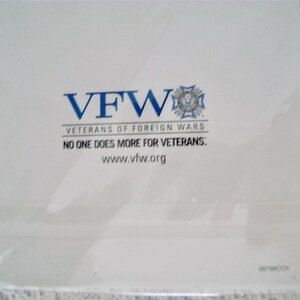 VFW
VETERANS OF FOREIGN WARS
NO ONE DOES MORE FOR VETERANS.
www.vfw.org